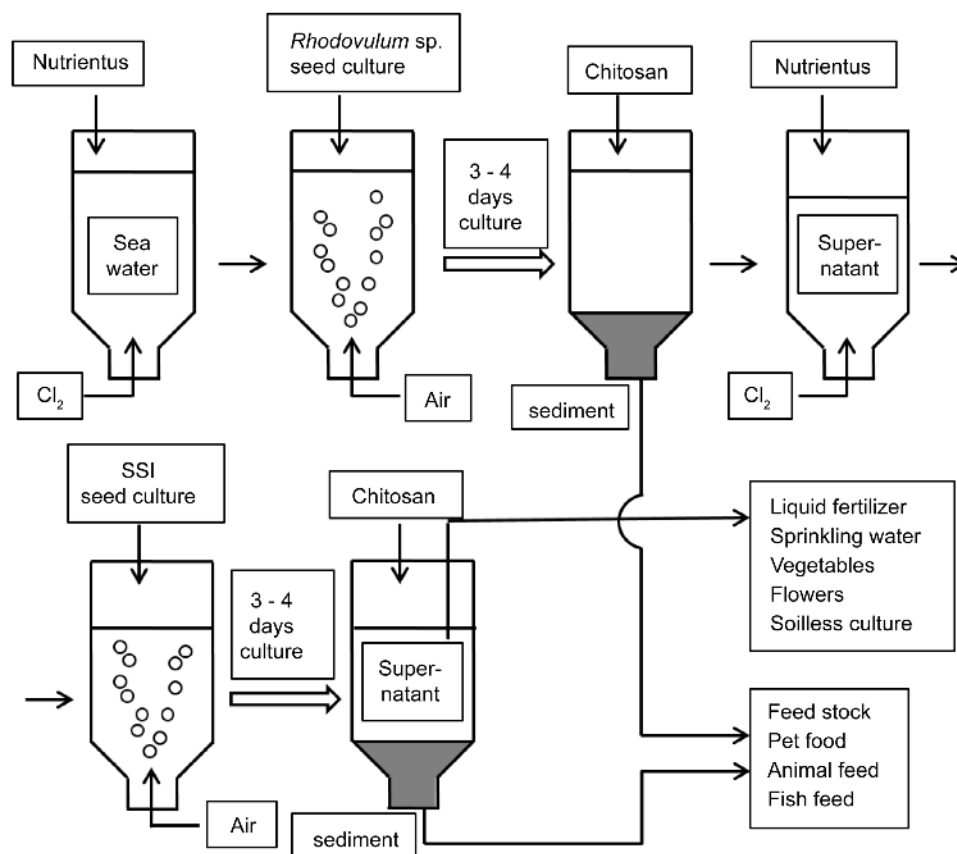 Nutrientus
Rhodovulum sp.
seed culture
Chitosan
Nutrientus
Sea
water
3 - 4
days
culture
Super-
natant
Cl₂
Air
sediment
Cl₂
SSI
seed culture
Chitosan
3 - 4
days
culture
Super-
natant
Air
sediment
Liquid fertilizer
Sprinkling water
Vegetables
Flowers
Soilless culture
Feed stock
Pet food
Animal feed
Fish feed